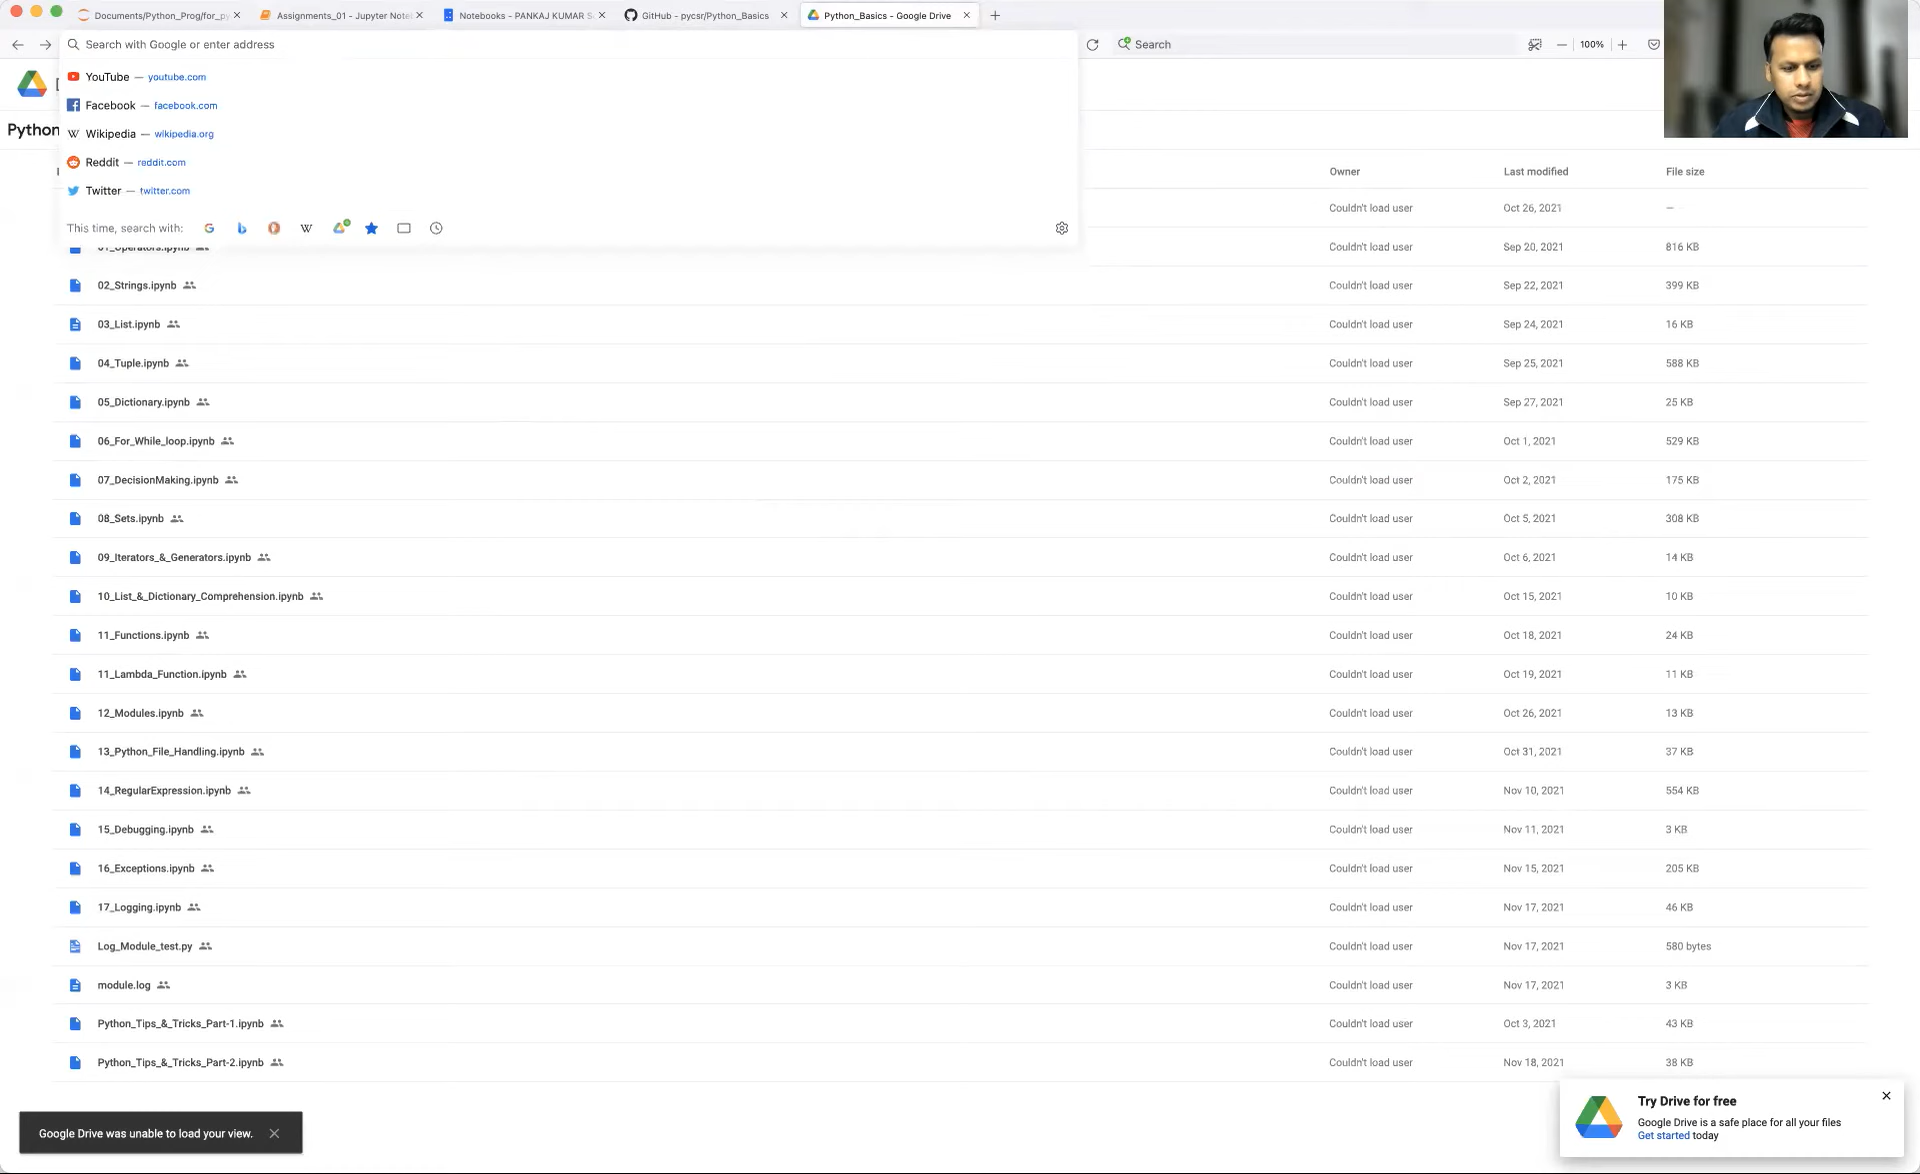 Documents/Python_Prog/for_py
Assignments_01 - Jupyter Note
Notebooks - PANKAJ KUMAR S
GitHub - pycsr/Python_Basics
Python_Basics - Google Drive
Search with Google or enter address
Search
100%
YouTube — youtube.com
Facebook — facebook.com
Python
Wikipedia — wikipedia.org
Reddit — reddit.com
Twitter — twitter.com
This time, search with:
Owner Last modified File size
Couldn't load user Oct 26, 2021 —
01_Operators.ipynb Couldn't load user Sep 20, 2021 816 KB
02_Strings.ipynb Couldn't load user Sep 22, 2021 399 KB
03_List.ipynb Couldn't load user Sep 24, 2021 16 KB
04_Tuple.ipynb Couldn't load user Sep 25, 2021 588 KB
05_Dictionary.ipynb Couldn't load user Sep 27, 2021 25 KB
06_For_While_loop.ipynb Couldn't load user Oct 1, 2021 529 KB
07_DecisionMaking.ipynb Couldn't load user Oct 2, 2021 175 KB
08_Sets.ipynb Couldn't load user Oct 5, 2021 308 KB
09_Iterators_&_Generators.ipynb Couldn't load user Oct 6, 2021 14 KB
10_List_&_Dictionary_Comprehension.ipynb Couldn't load user Oct 15, 2021 10 KB
11_Functions.ipynb Couldn't load user Oct 18, 2021 24 KB
11_Lambda_Function.ipynb Couldn't load user Oct 19, 2021 11 KB
12_Modules.ipynb Couldn't load user Oct 26, 2021 13 KB
13_Python_File_Handling.ipynb Couldn't load user Oct 31, 2021 37 KB
14_RegularExpression.ipynb Couldn't load user Nov 10, 2021 554 KB
15_Debugging.ipynb Couldn't load user Nov 11, 2021 3 KB
16_Exceptions.ipynb Couldn't load user Nov 15, 2021 205 KB
17_Logging.ipynb Couldn't load user Nov 17, 2021 46 KB
Log_Module_test.py Couldn't load user Nov 17, 2021 580 bytes
module.log Couldn't load user Nov 17, 2021 3 KB
Python_Tips_&_Tricks_Part-1.ipynb Couldn't load user Oct 3, 2021 43 KB
Python_Tips_&_Tricks_Part-2.ipynb Couldn't load user Nov 18, 2021 38 KB
Google Drive was unable to load your view.
Try Drive for free
Google Drive is a safe place for all your files
Get started today